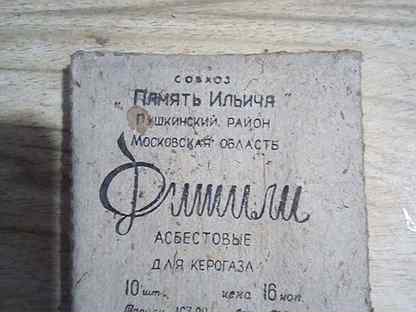 СОВХОЗ
"ПАМЯТЬ ИЛЬИЧА"
ПУШКИНСКИЙ РАЙОН
МОСКОВСКАЯ ОБЛАСТЬ
Фитили
АСБЕСТОВЫЕ
ДЛЯ КЕРОГАЗА
10 шт. цена 16 коп.